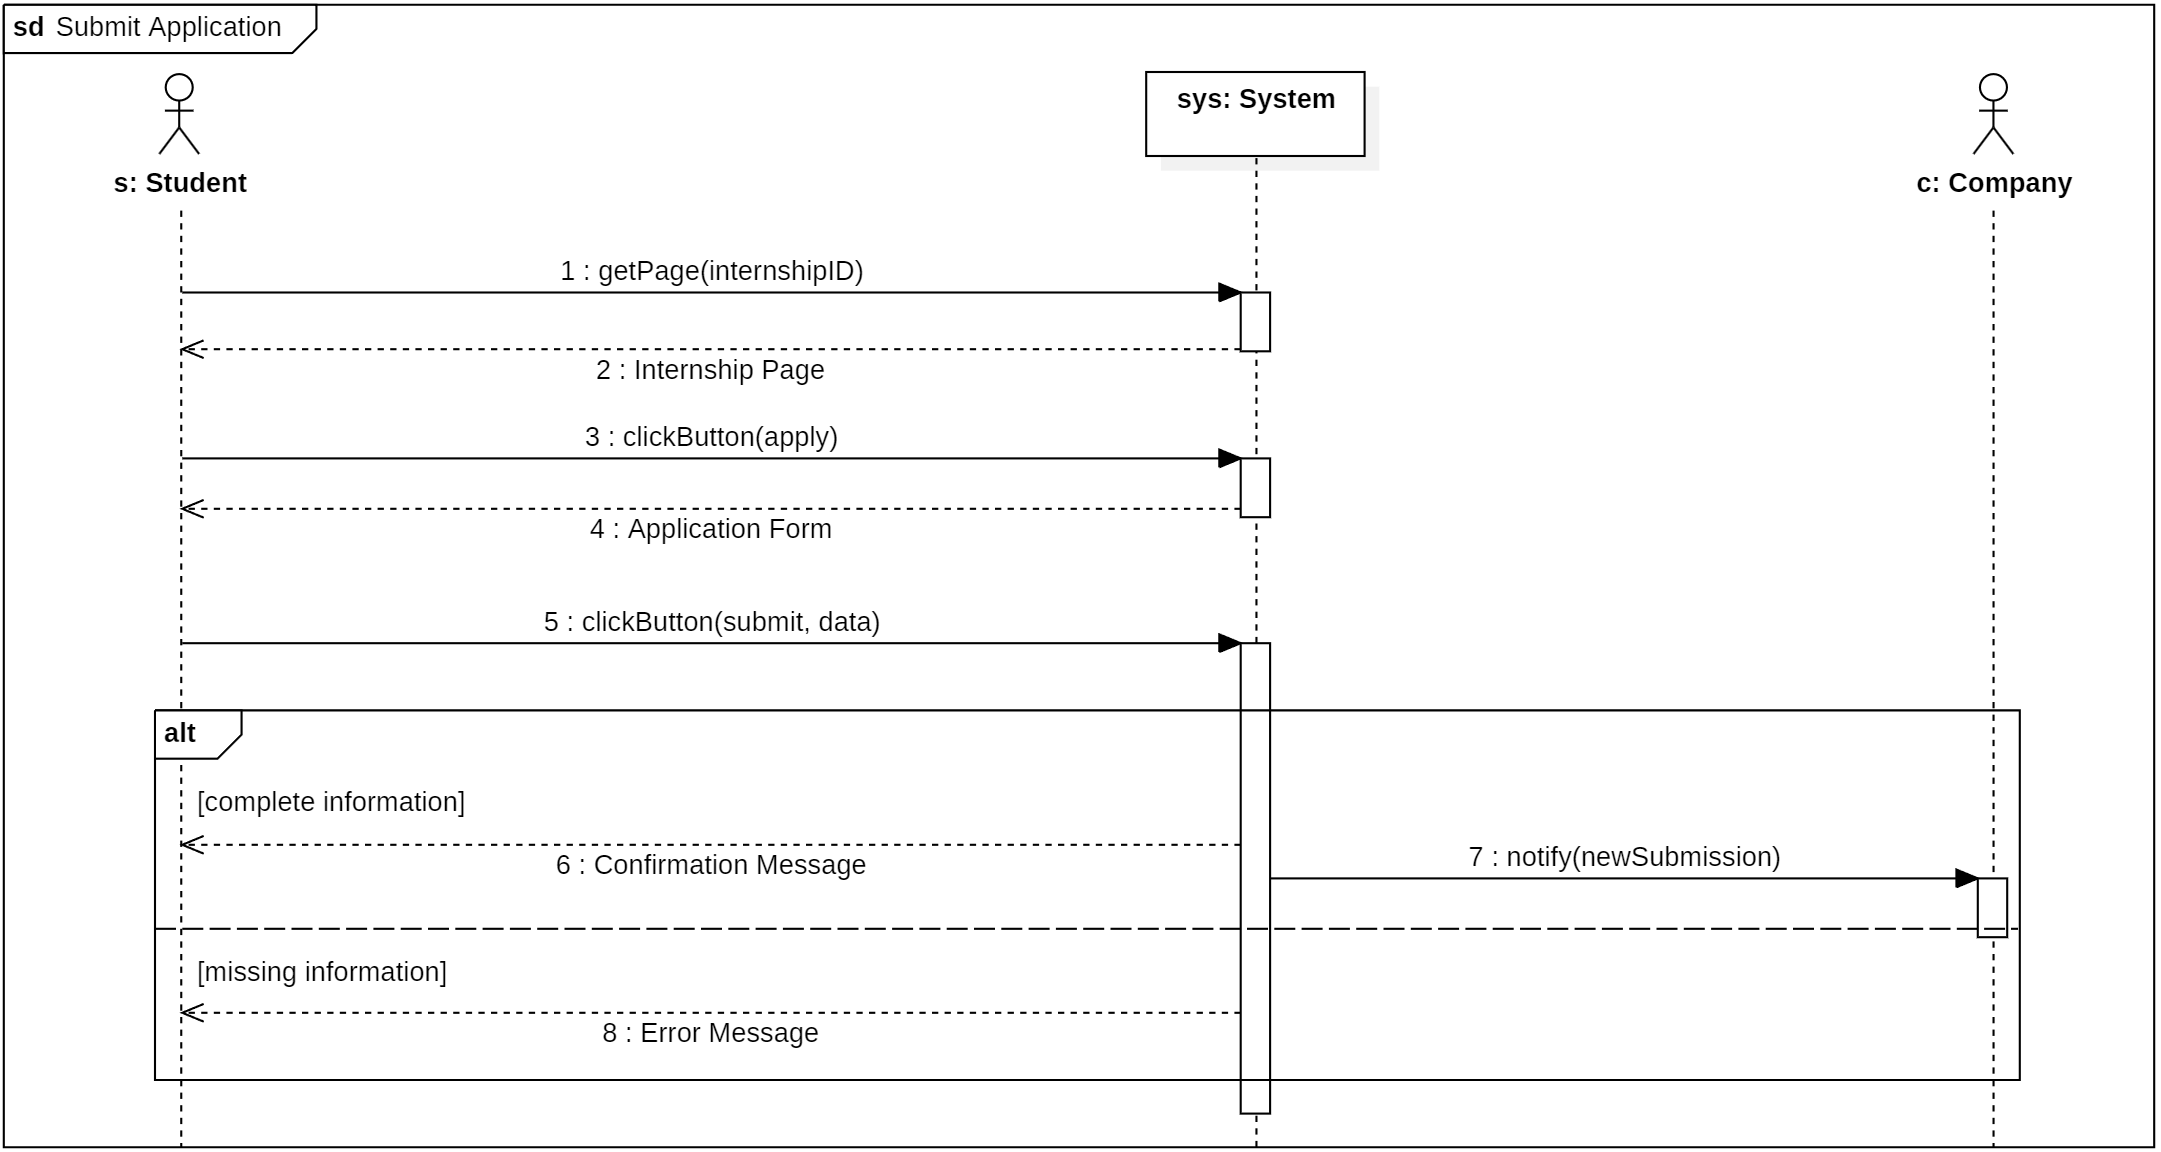 sd Submit Application
sys: System
s: Student
c: Company
1 : getPage(internshipID)
2 : Internship Page
3 : clickButton(apply)
4 : Application Form
5 : clickButton(submit, data)
alt
[complete information]
6 : Confirmation Message
7 : notify(newSubmission)
[missing information]
8 : Error Message